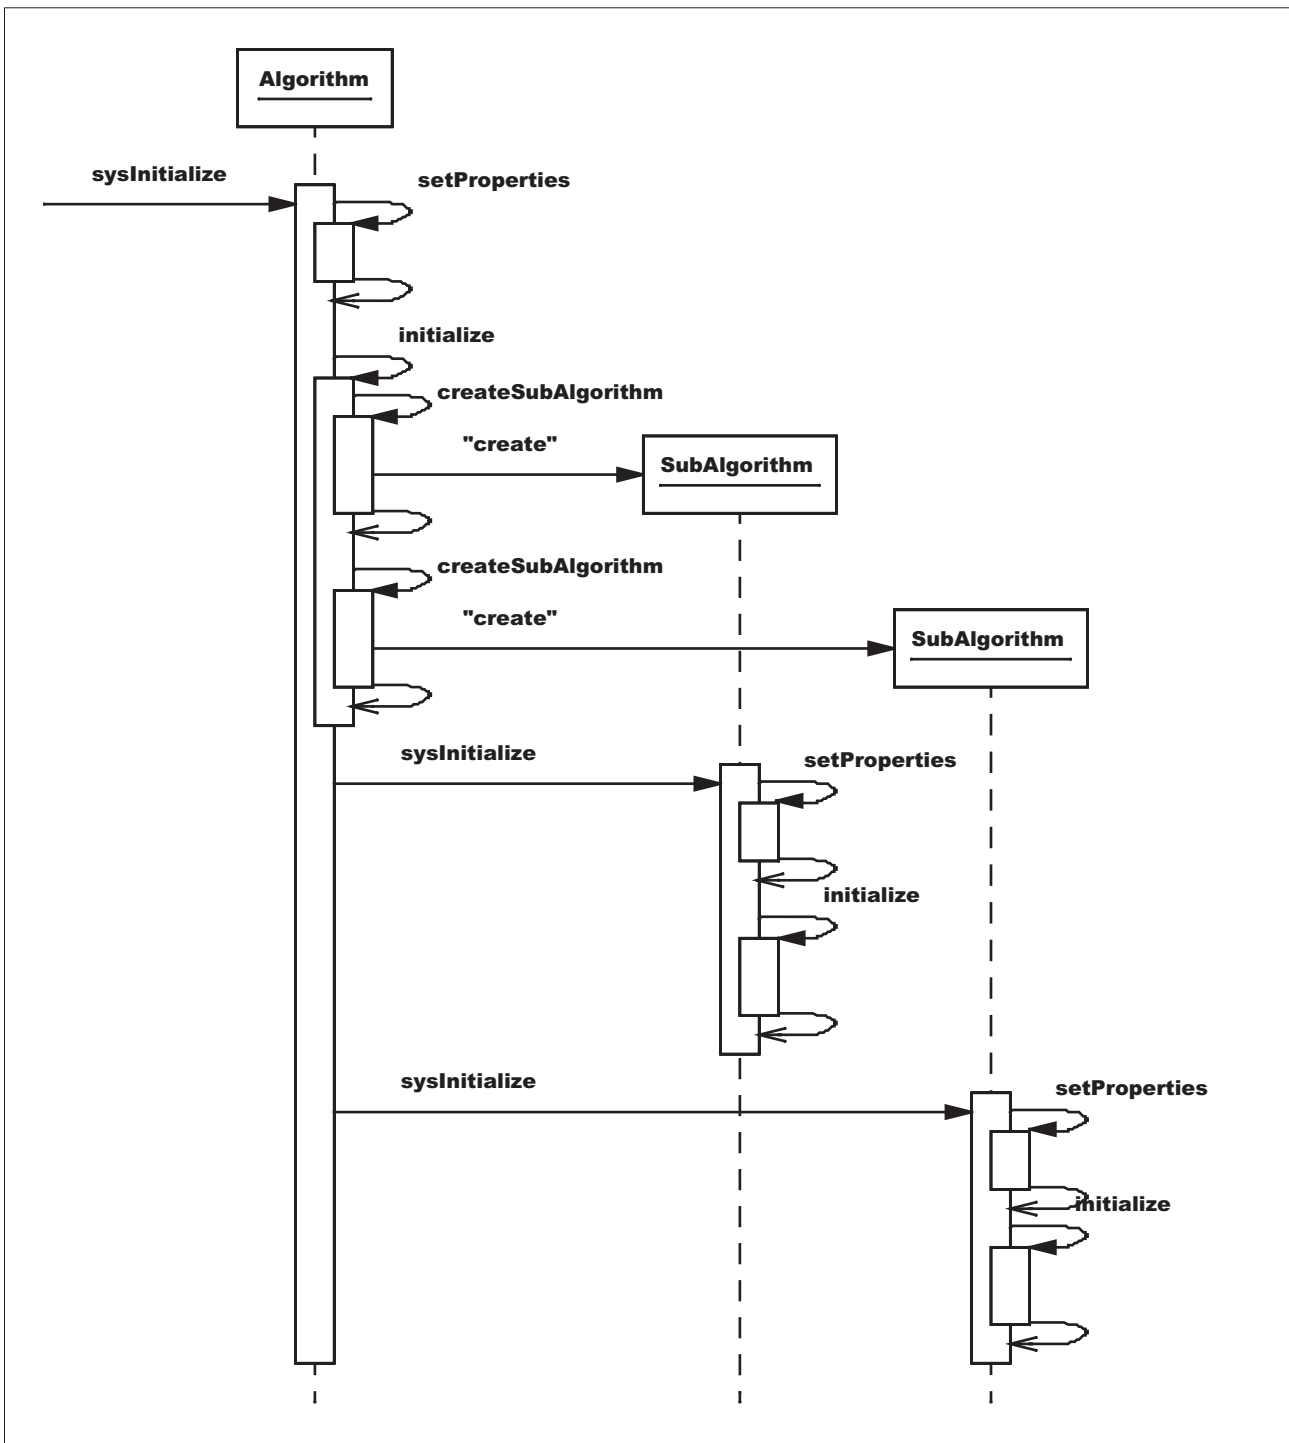 Algorithm
sysInitialize
setProperties
initialize
createSubAlgorithm
"create"
SubAlgorithm
createSubAlgorithm
"create"
SubAlgorithm
sysInitialize
setProperties
initialize
sysInitialize
setProperties
initialize